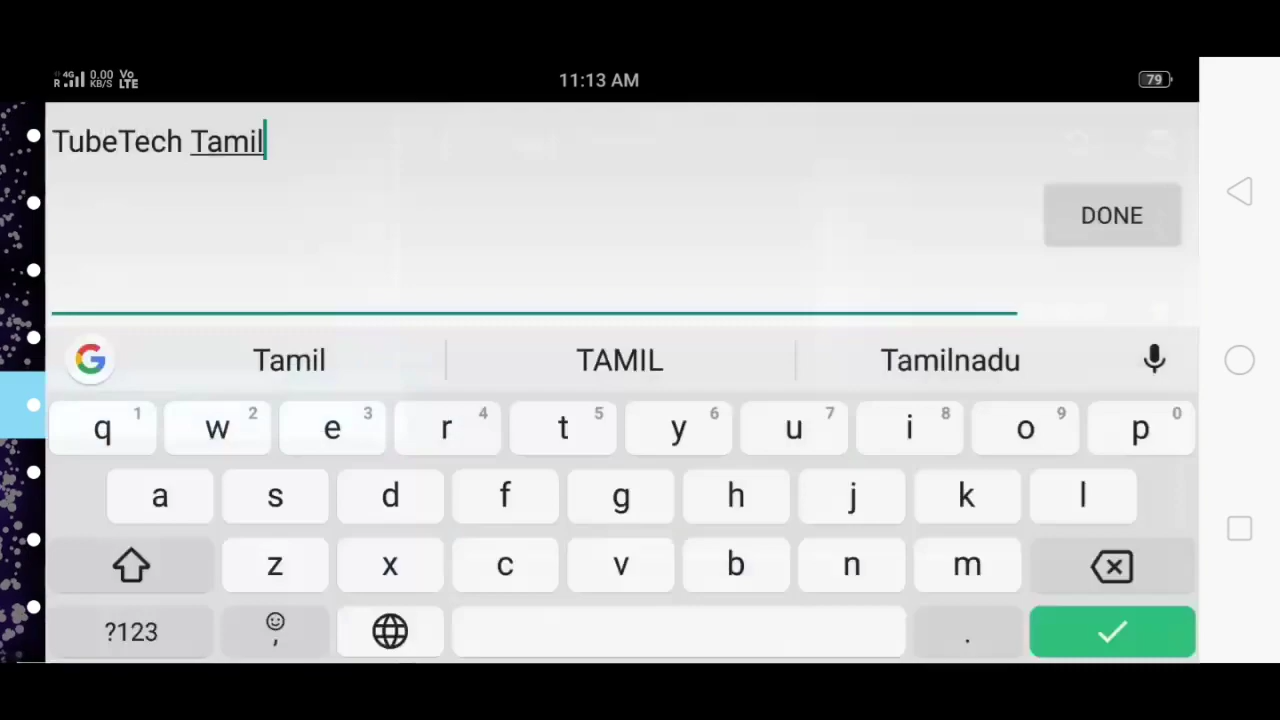 R 4G 0.00 KB/S Vo LTE 11:13 AM 79
TubeTech Tamil
DONE
G Tamil TAMIL Tamilnadu
q 1 w 2 e 3 r 4 t 5 y 6 u 7 i 8 o 9 p 0
a s d f g h j k l
z x c v b n m
?123 , .